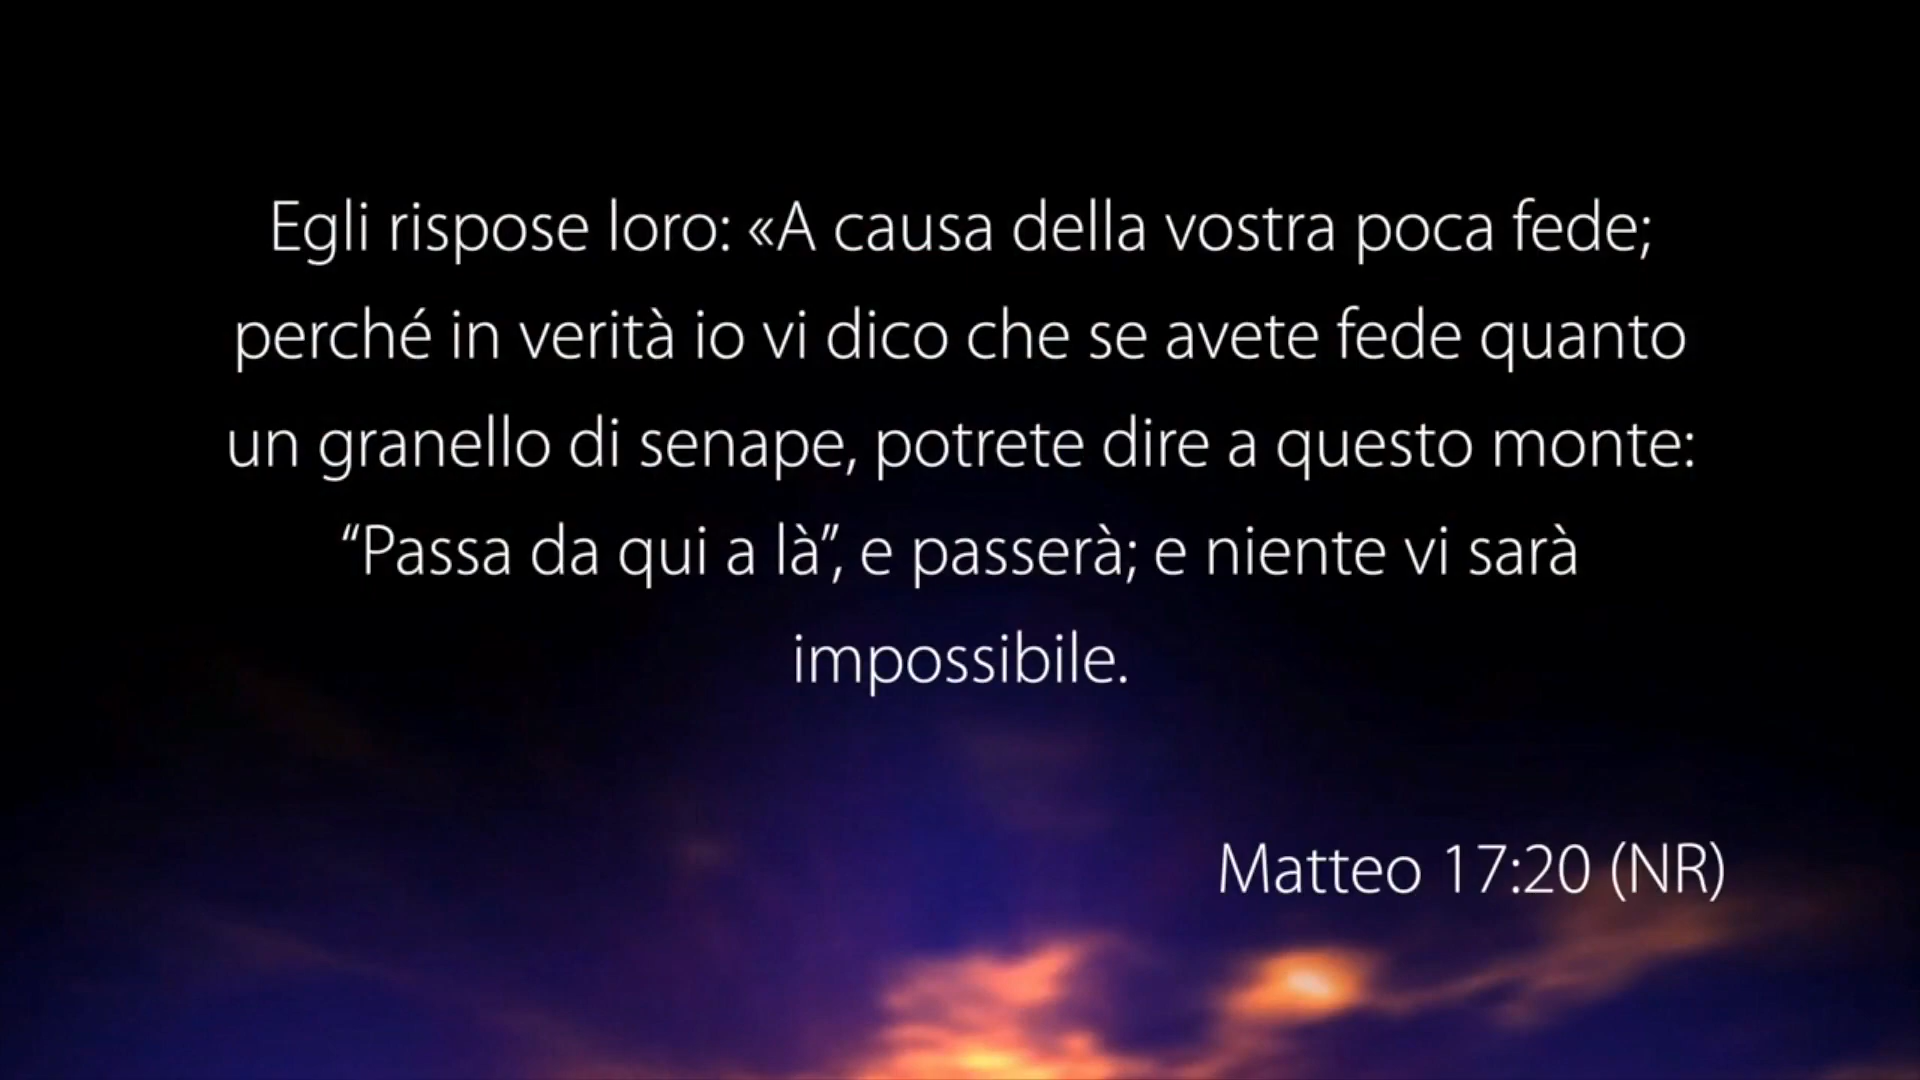 Egli rispose loro: «A causa della vostra poca fede;
perché in verità io vi dico che se avete fede quanto
un granello di senape, potrete dire a questo monte:
“Passa da qui a là”, e passerà; e niente vi sarà
impossibile.
Matteo 17:20 (NR)